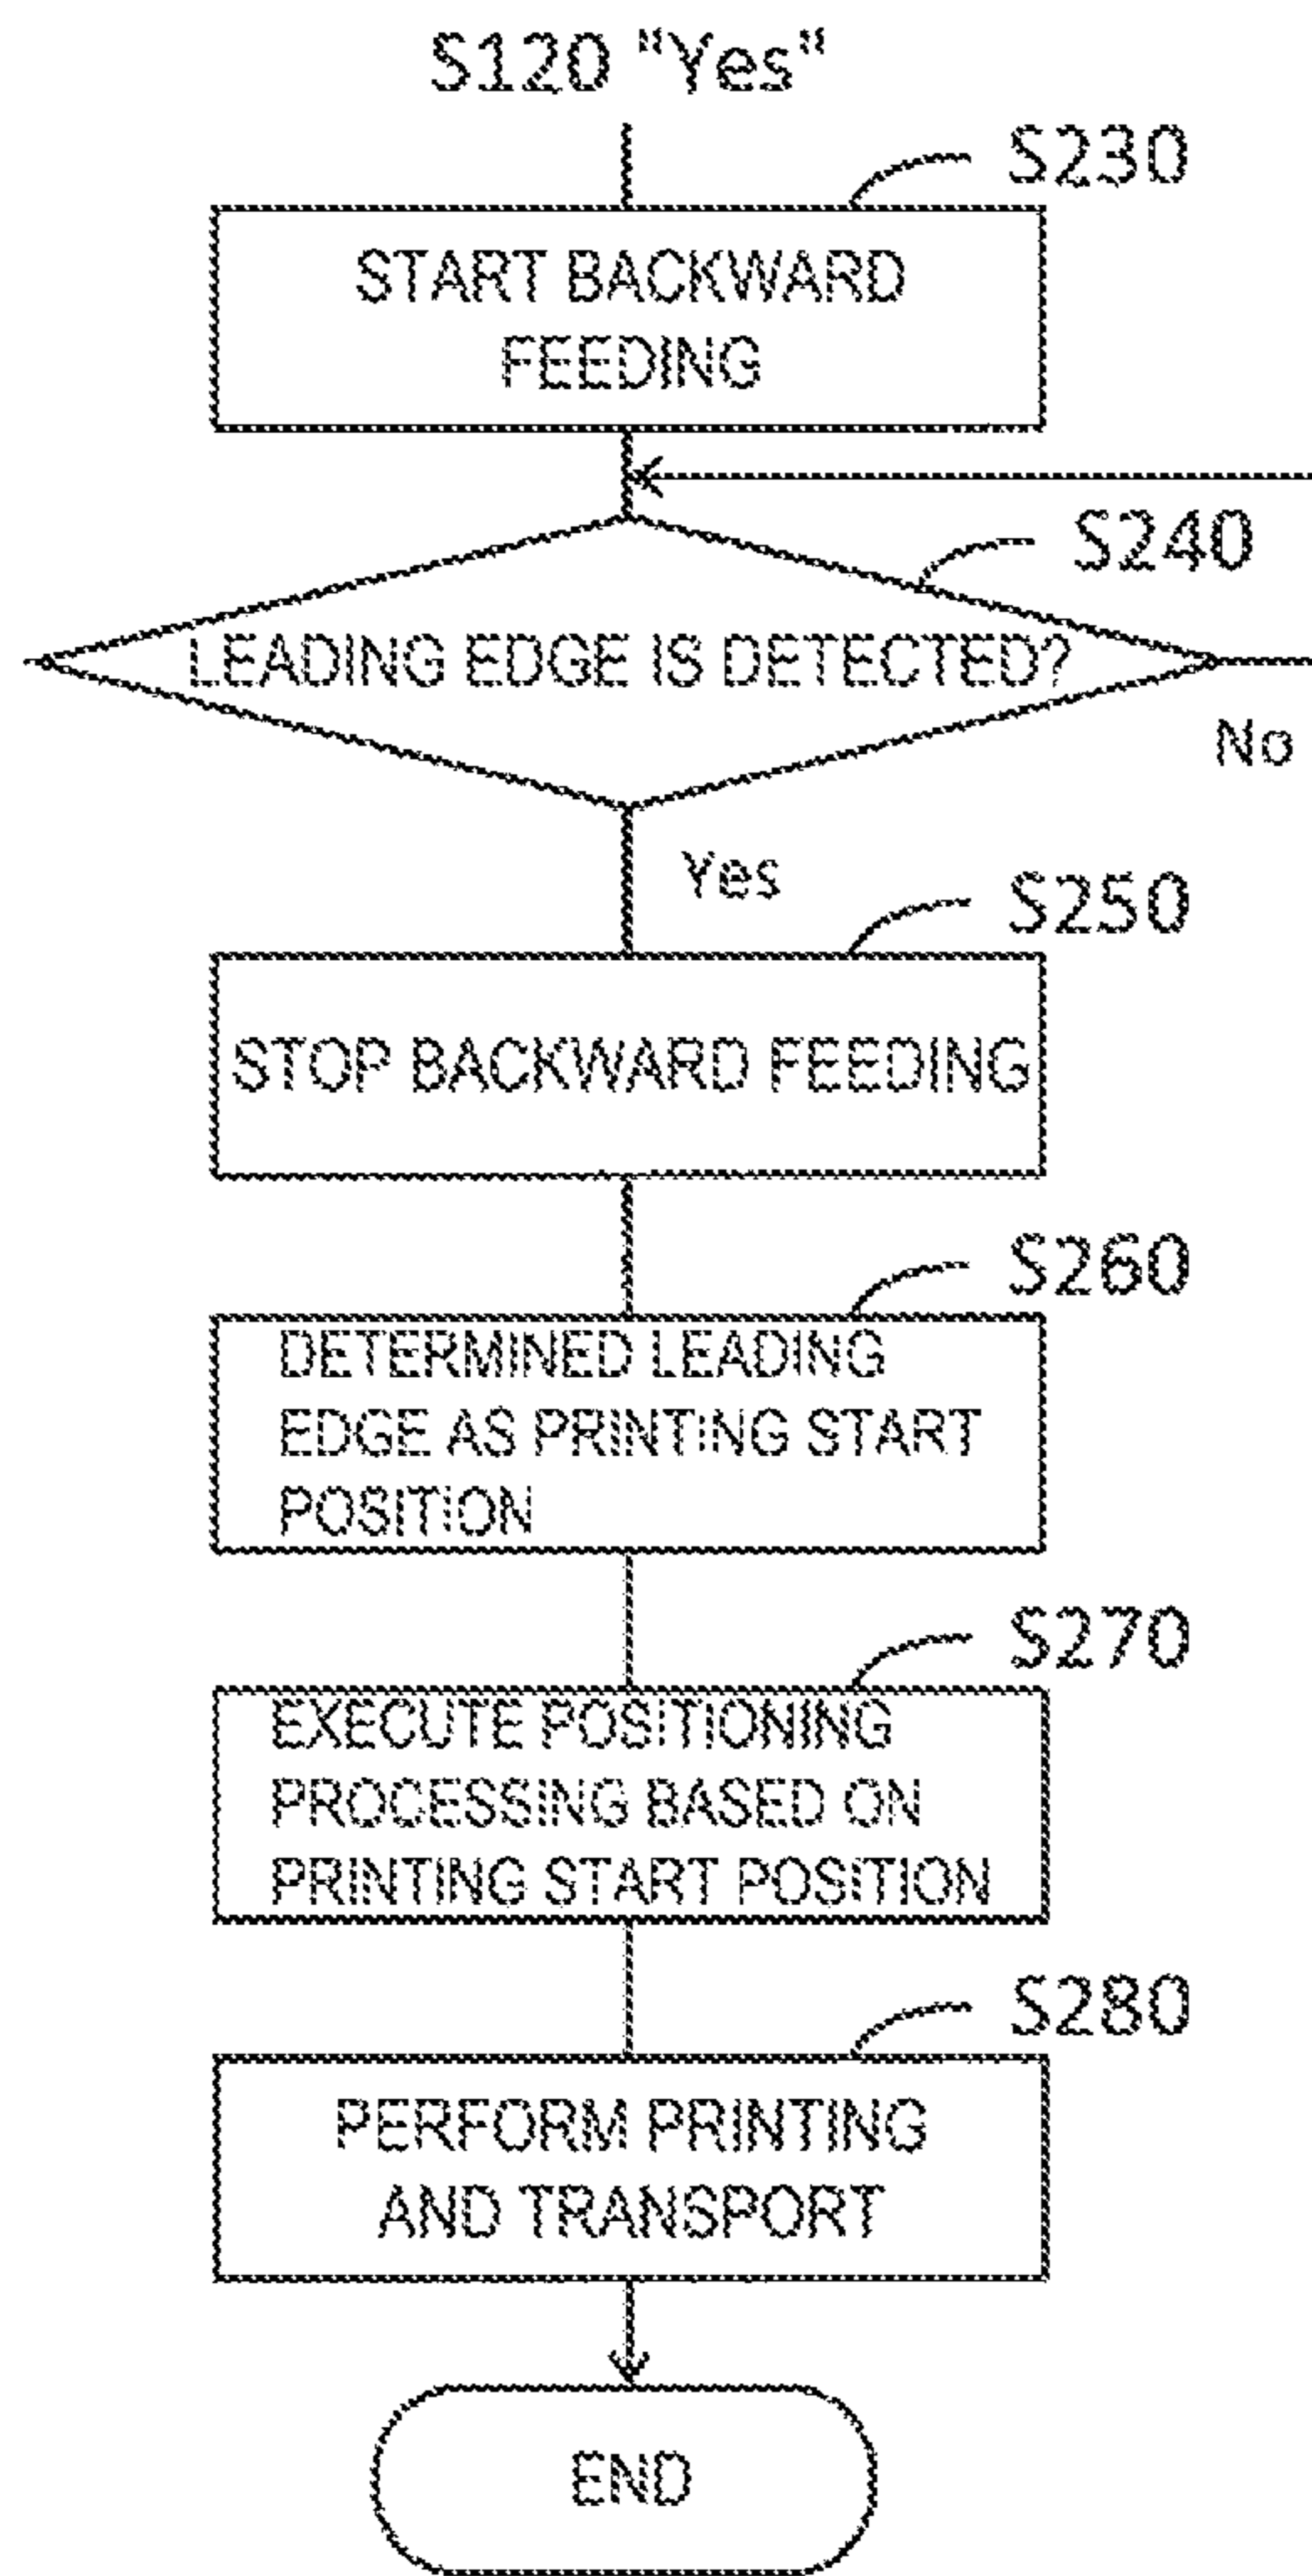 S120 "Yes"
S230
START BACKWARD
FEEDING
S240
LEADING EDGE IS DETECTED?
No
Yes
S250
STOP BACKWARD FEEDING
S260
DETERMINED LEADING
EDGE AS PRINTING START
POSITION
S270
EXECUTE POSITIONING
PROCESSING BASED ON
PRINTING START POSITION
S280
PERFORM PRINTING
AND TRANSPORT
END